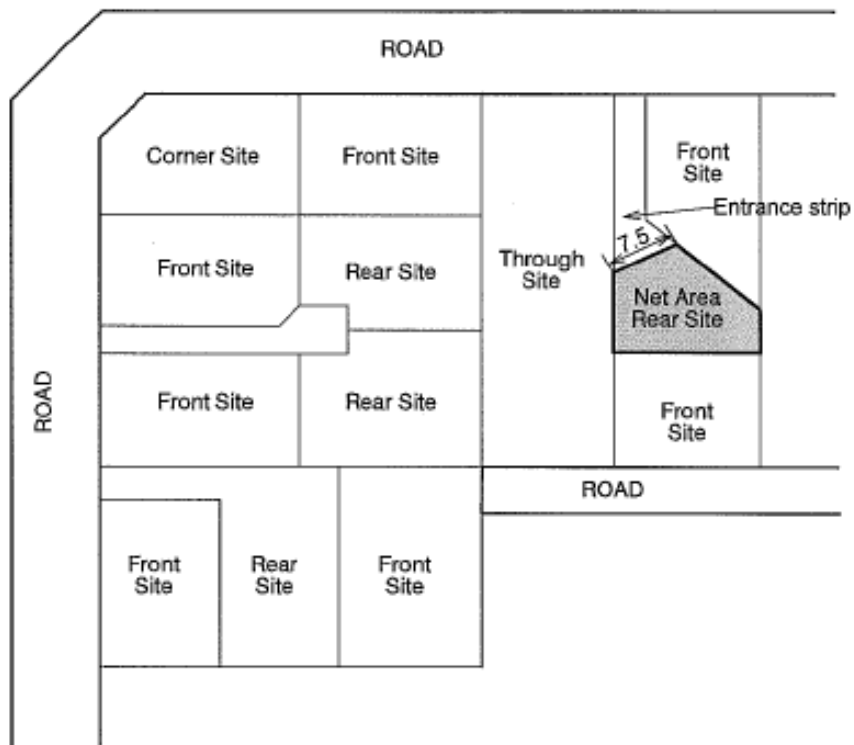 ROAD
Corner Site
Front Site
Front
Site
Entrance strip
7.5
Front Site
Rear Site
Through
Site
Net Area
Rear Site
ROAD
Front Site
Rear Site
Front
Site
ROAD
Front
Site
Rear
Site
Front
Site